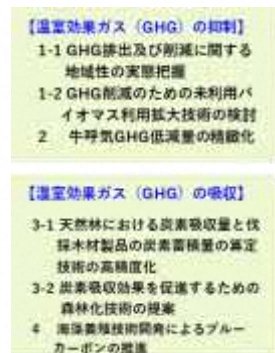 【温室効果ガス（GHG）の抑制】
1-1 GHG排出及び削減に関する
地域性の実態把握
1-2 GHG削減のための未利用バ
イオマス利用拡大技術の検討
2 牛呼気GHG低減量の精緻化
【温室効果ガス（GHG）の吸収】
3-1 天然林における炭素吸収量と伐
採木材製品の炭素蓄積量の算定
技術の高精度化
3-2 炭素吸収効果を促進するための
森林化技術の提案
4 海藻養殖技術開発によるブルー
カーボンの推進